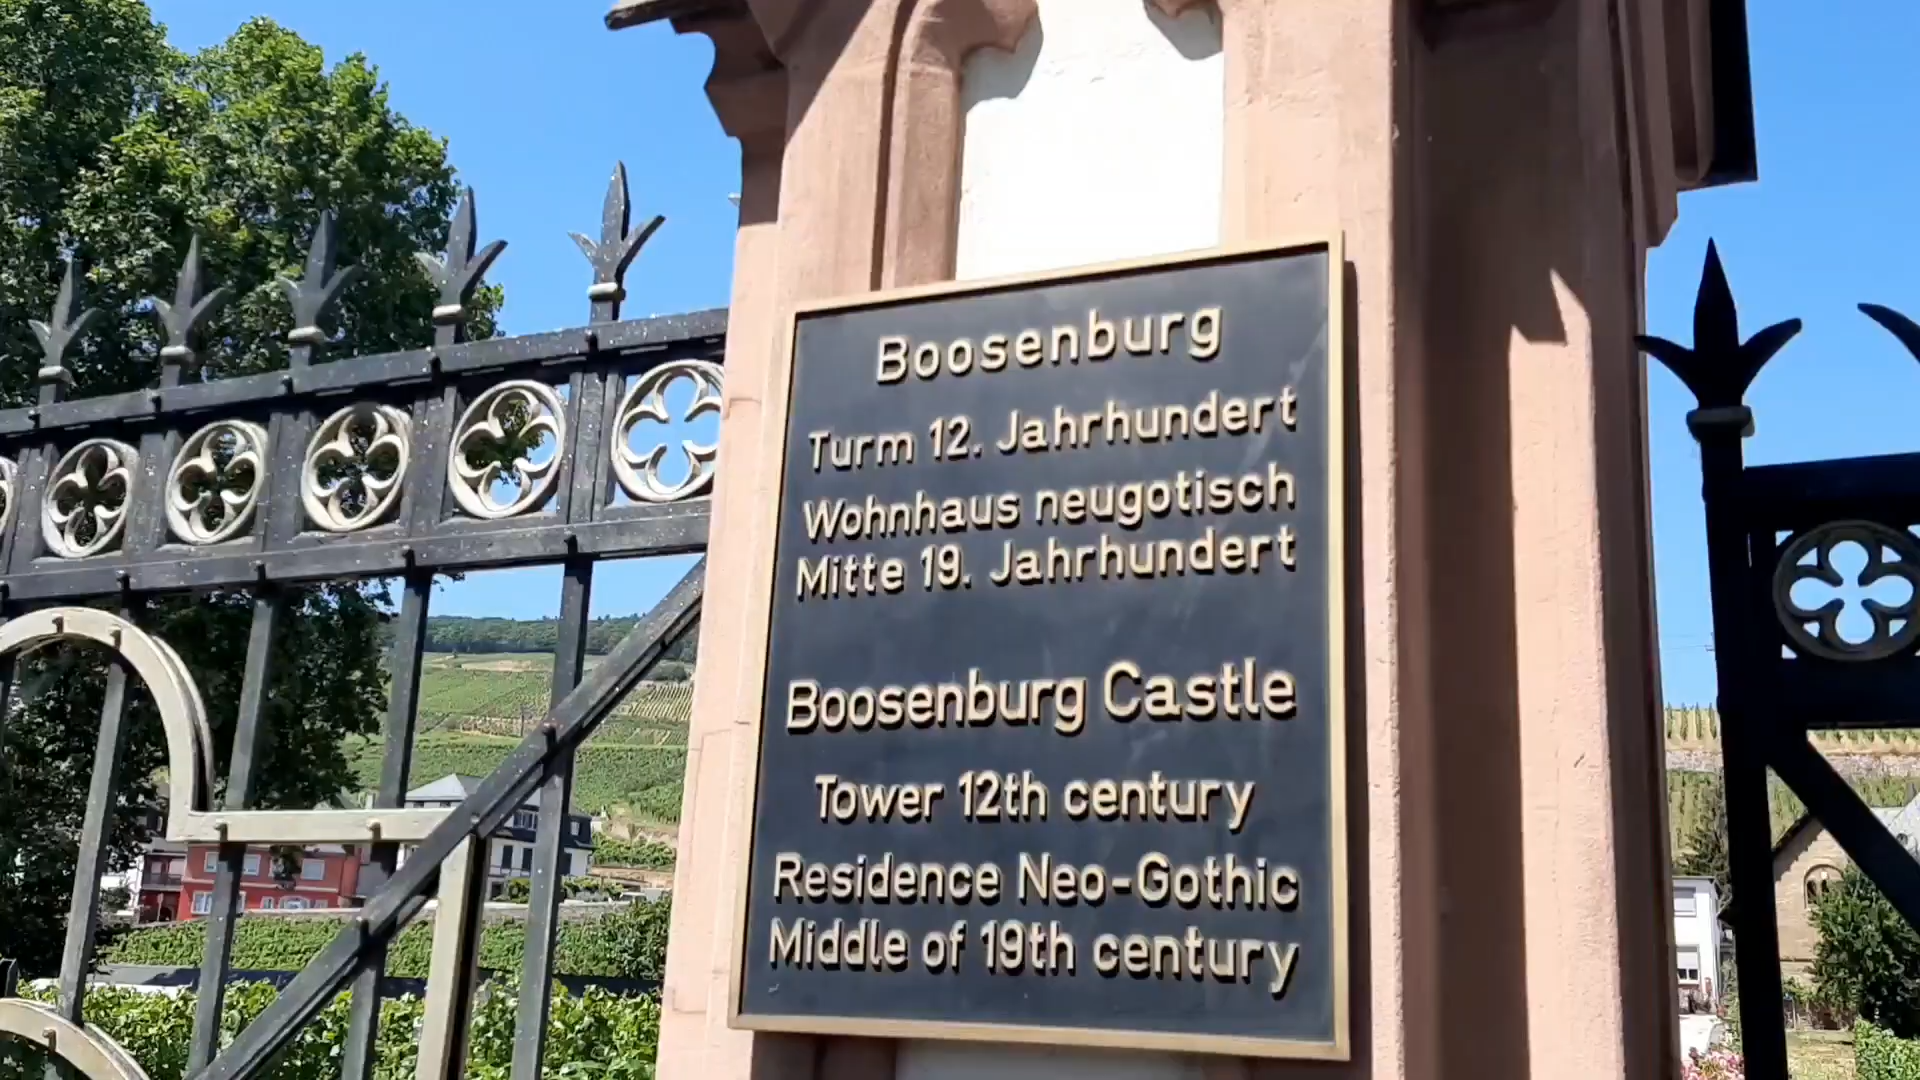 Boosenburg
Turm 12. Jahrhundert
Wohnhaus neugotisch
Mitte 19. Jahrhundert
Boosenburg Castle
Tower 12th century
Residence Neo-Gothic
Middle of 19th century